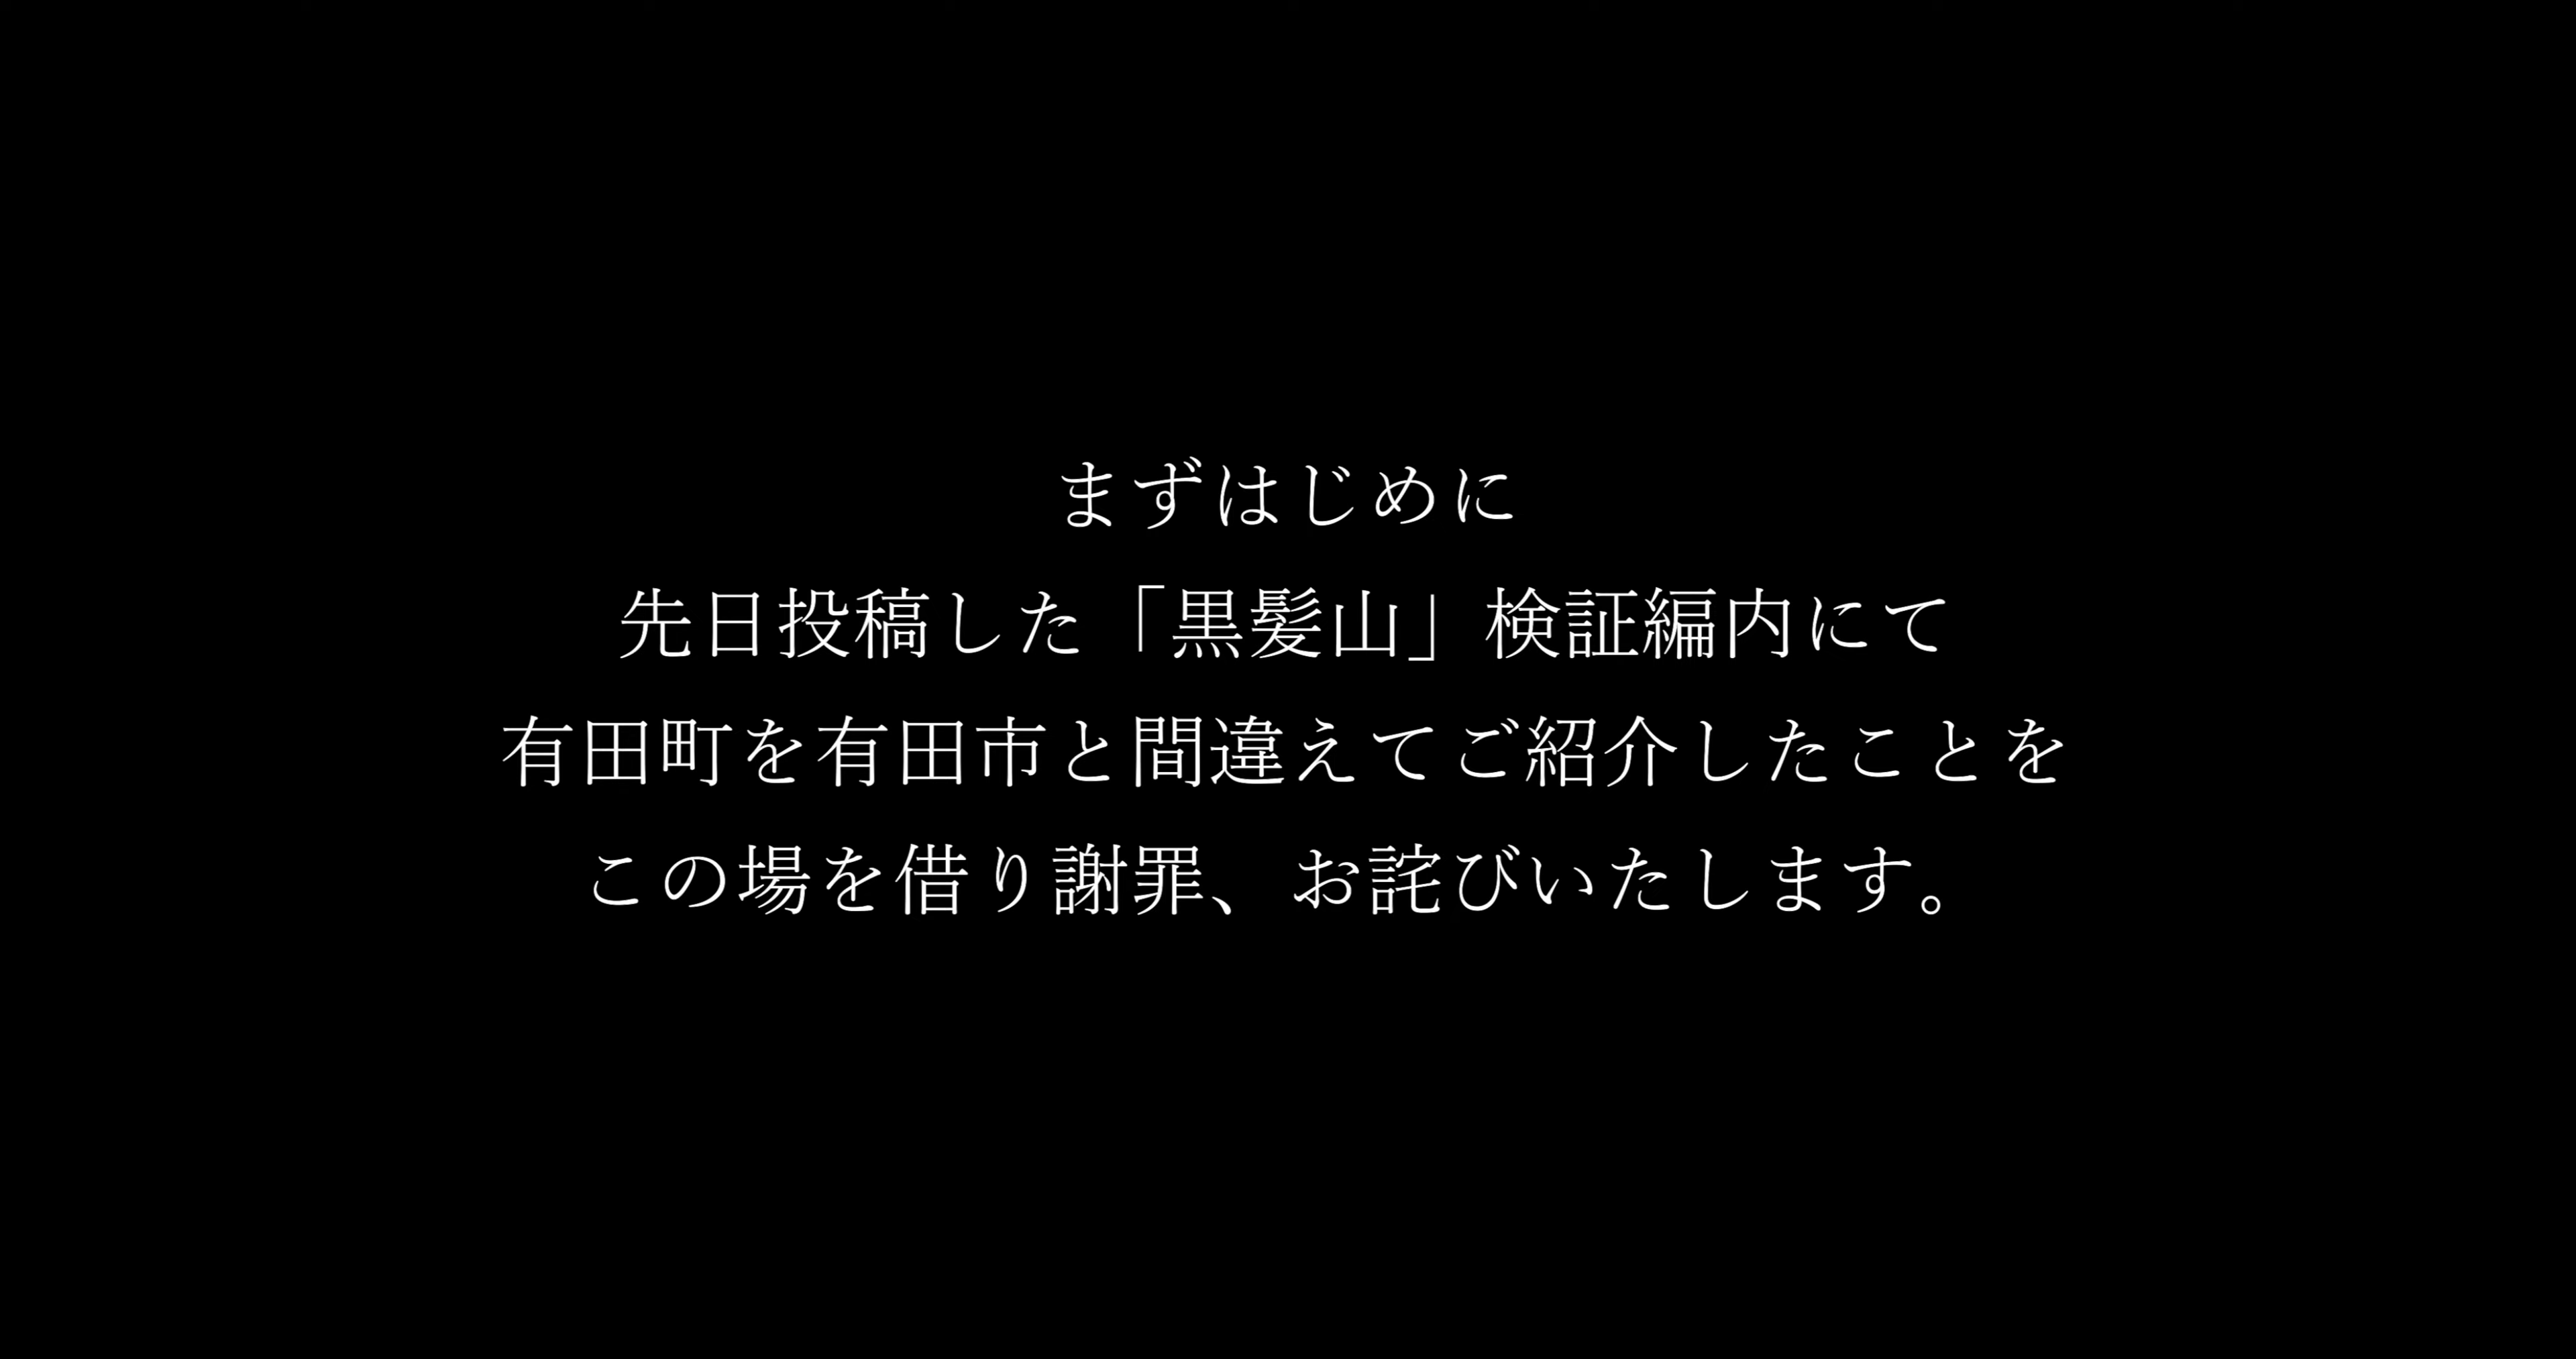 まずはじめに
先日投稿した「黒髪山」検証編内にて
有田町を有田市と間違えてご紹介したことを
この場を借り謝罪、お詫びいたします。